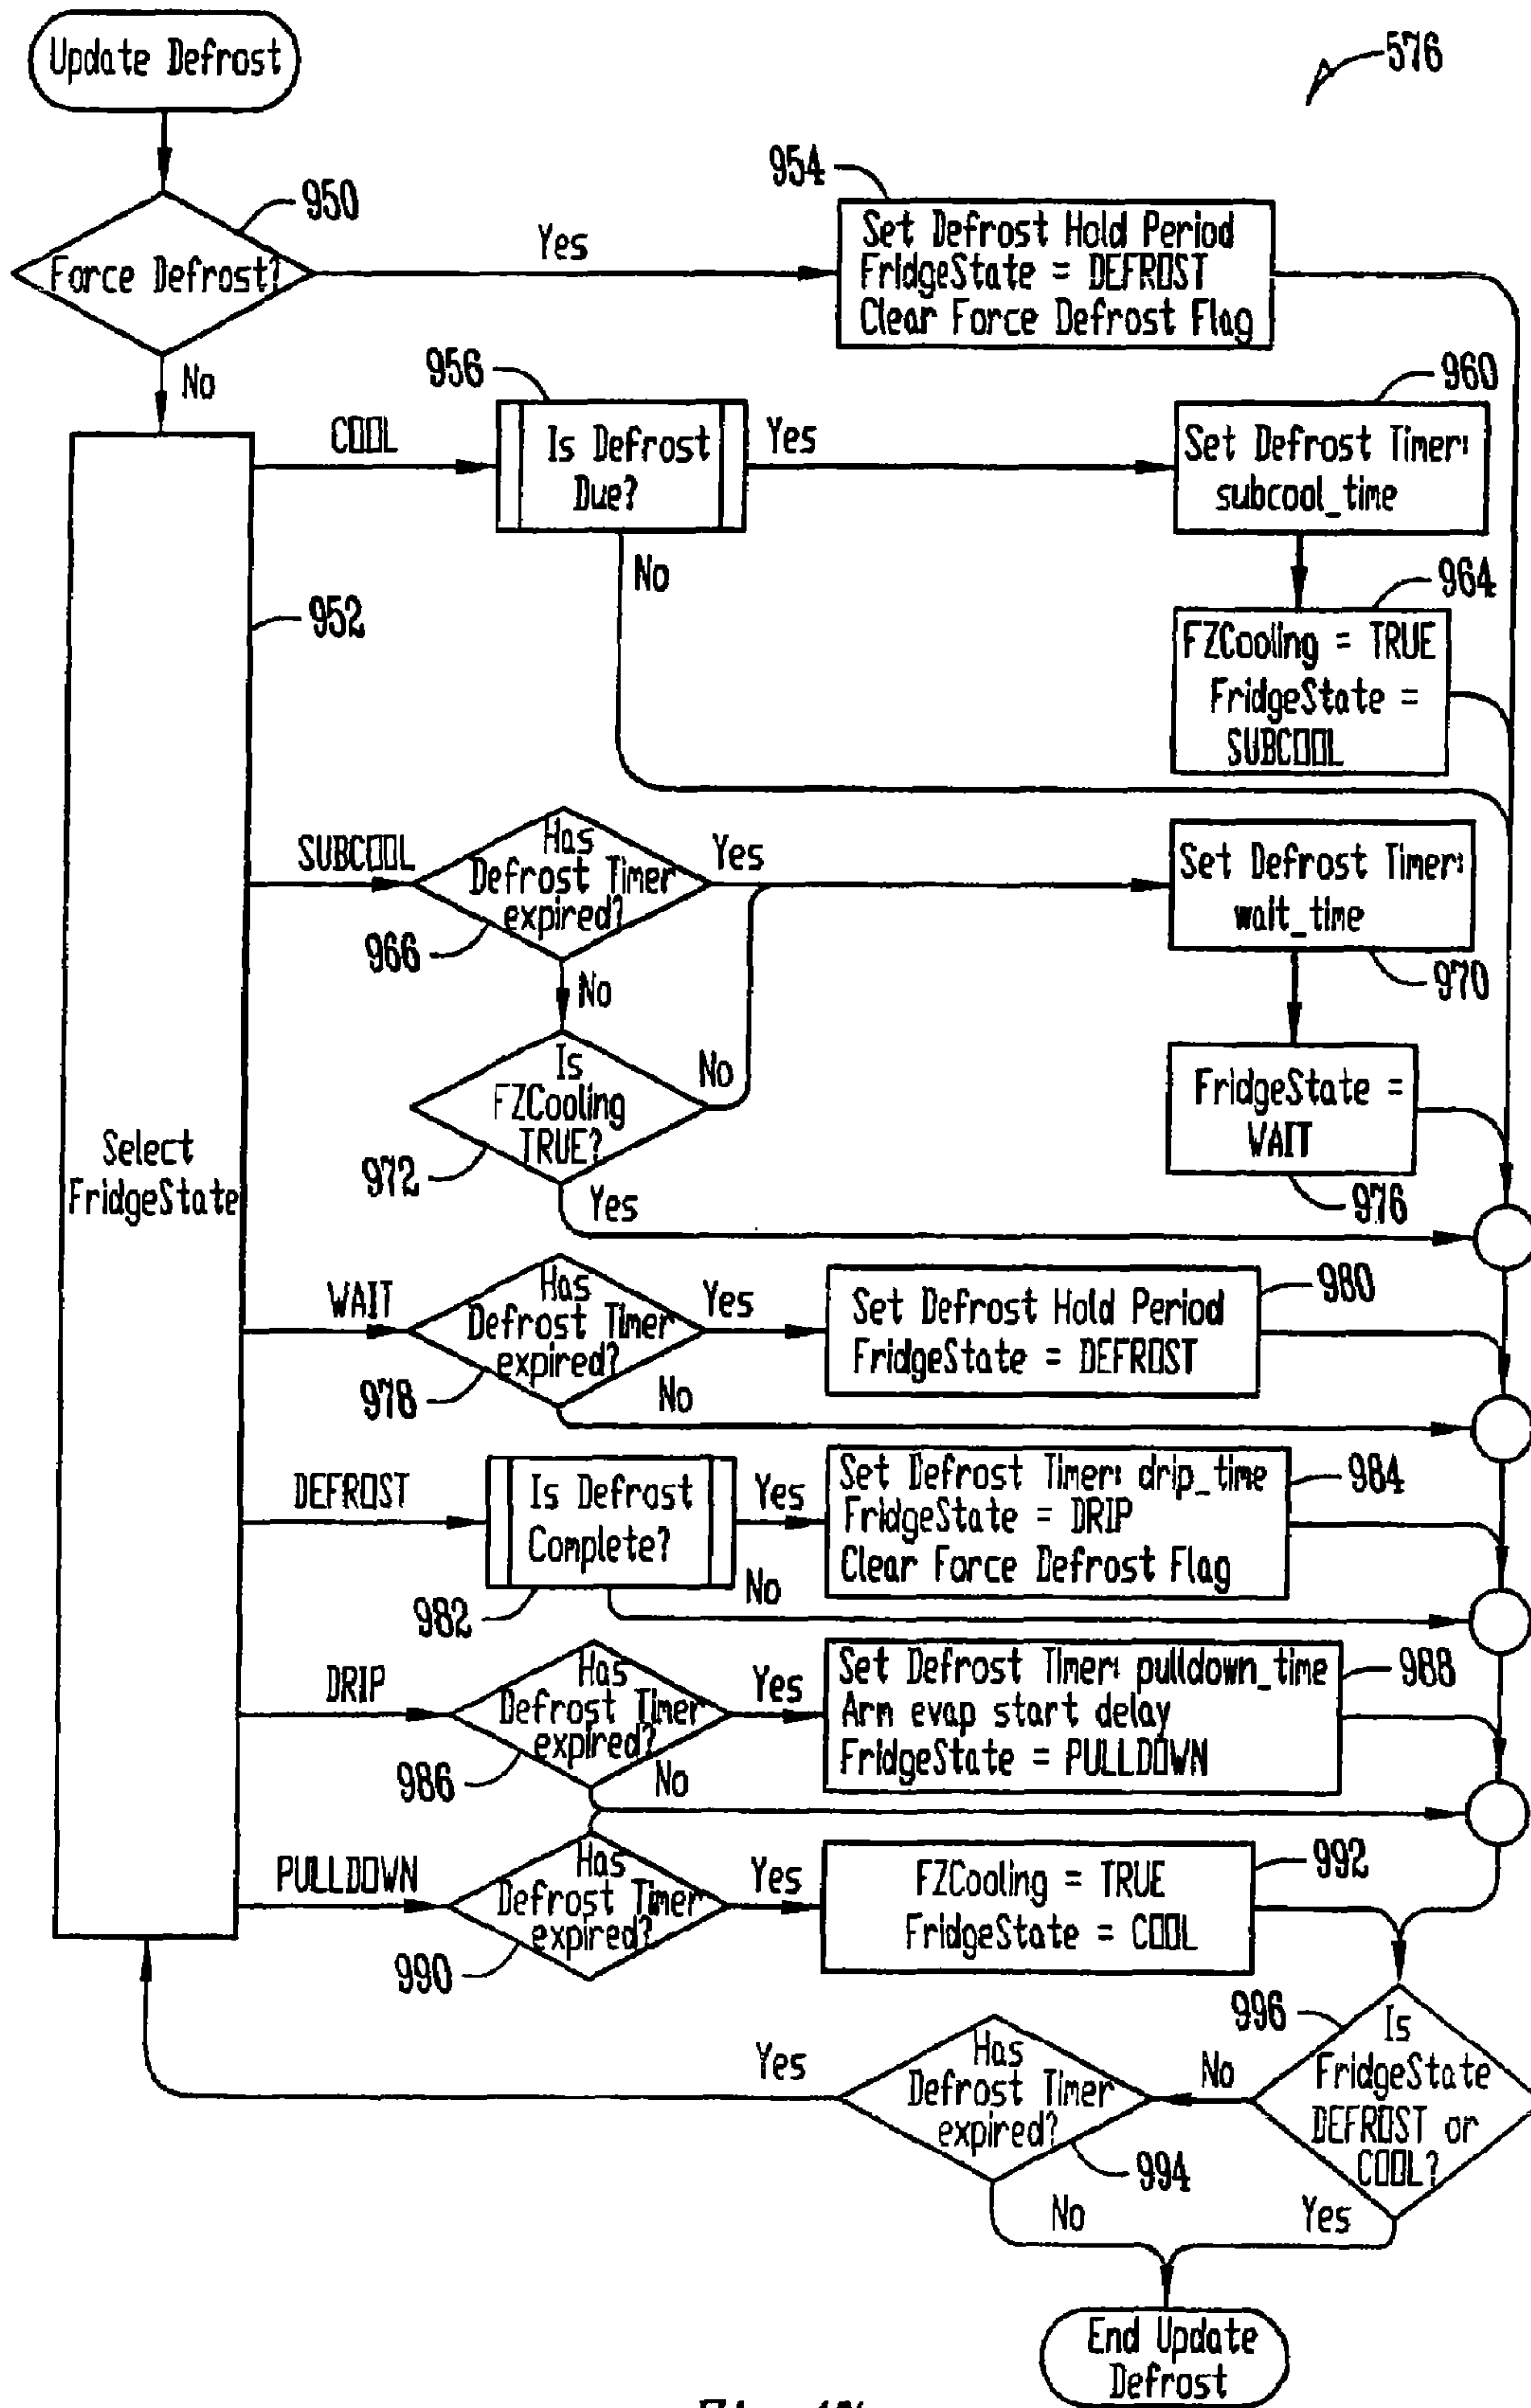 Update Defrost
576
950
Force Defrost?
Yes
954
Set Defrost Hold Period
FridgeState = DEFROST
Clear Force Defrost Flag
No
COOL
956
Is Defrost
Due?
Yes
960
Set Defrost Timer:
subcool_time
No
952
964
FZCooling = TRUE
FridgeState =
SUBCOOL
Select
FridgeState
SUBCOOL
Has
Defrost Timer
expired?
966
Yes
Set Defrost Timer:
wait_time
970
No
Is
FZCooling
TRUE?
972
No
Yes
FridgeState =
WAIT
976
WAIT
Has
Defrost Timer
expired?
978
Yes
Set Defrost Hold Period
FridgeState = DEFROST
980
No
DEFROST
Is Defrost
Complete?
982
Yes
Set Defrost Timer: drip_time
FridgeState = DRIP
Clear Force Defrost Flag
984
No
DRIP
Has
Defrost Timer
expired?
986
Yes
Set Defrost Timer: pulldown_time
Arm evap start delay
FridgeState = PULLDOWN
988
No
PULLDOWN
Has
Defrost Timer
expired?
990
Yes
FZCooling = TRUE
FridgeState = COOL
992
996
Is
FridgeState
DEFROST or
COOL?
No
Has
Defrost Timer
expired?
994
Yes
No
Yes
End Update
Defrost